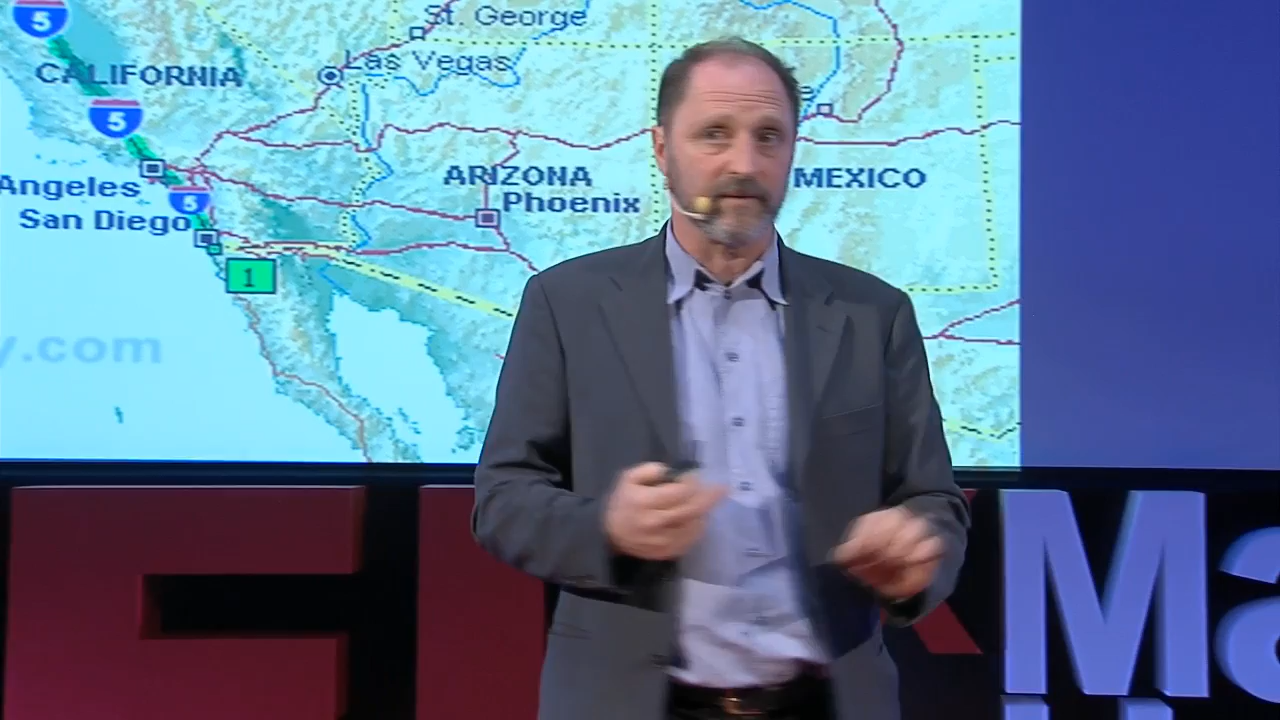 5
St. George
Las Vegas
CALIFORNIA
5
e
ARIZONA
MEXICO
Angeles
5
Phoenix
San Diego
1
y.com
E
Ma